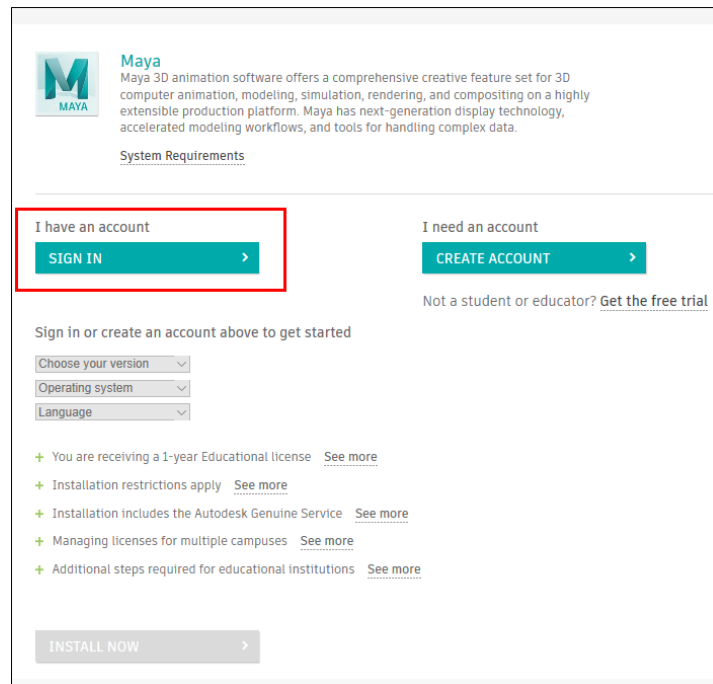 Maya
MAYA
Maya 3D animation software offers a comprehensive creative feature set for 3D
computer animation, modeling, simulation, rendering, and compositing on a highly
extensible production platform. Maya has next-generation display technology,
accelerated modeling workflows, and tools for handling complex data.
System Requirements
I have an account
SIGN IN
I need an account
CREATE ACCOUNT
Not a student or educator? Get the free trial
Sign in or create an account above to get started
Choose your version
Operating system
Language
+ You are receiving a 1-year Educational license See more
+ Installation restrictions apply See more
+ Installation includes the Autodesk Genuine Service See more
+ Managing licenses for multiple campuses See more
+ Additional steps required for educational institutions See more
INSTALL NOW